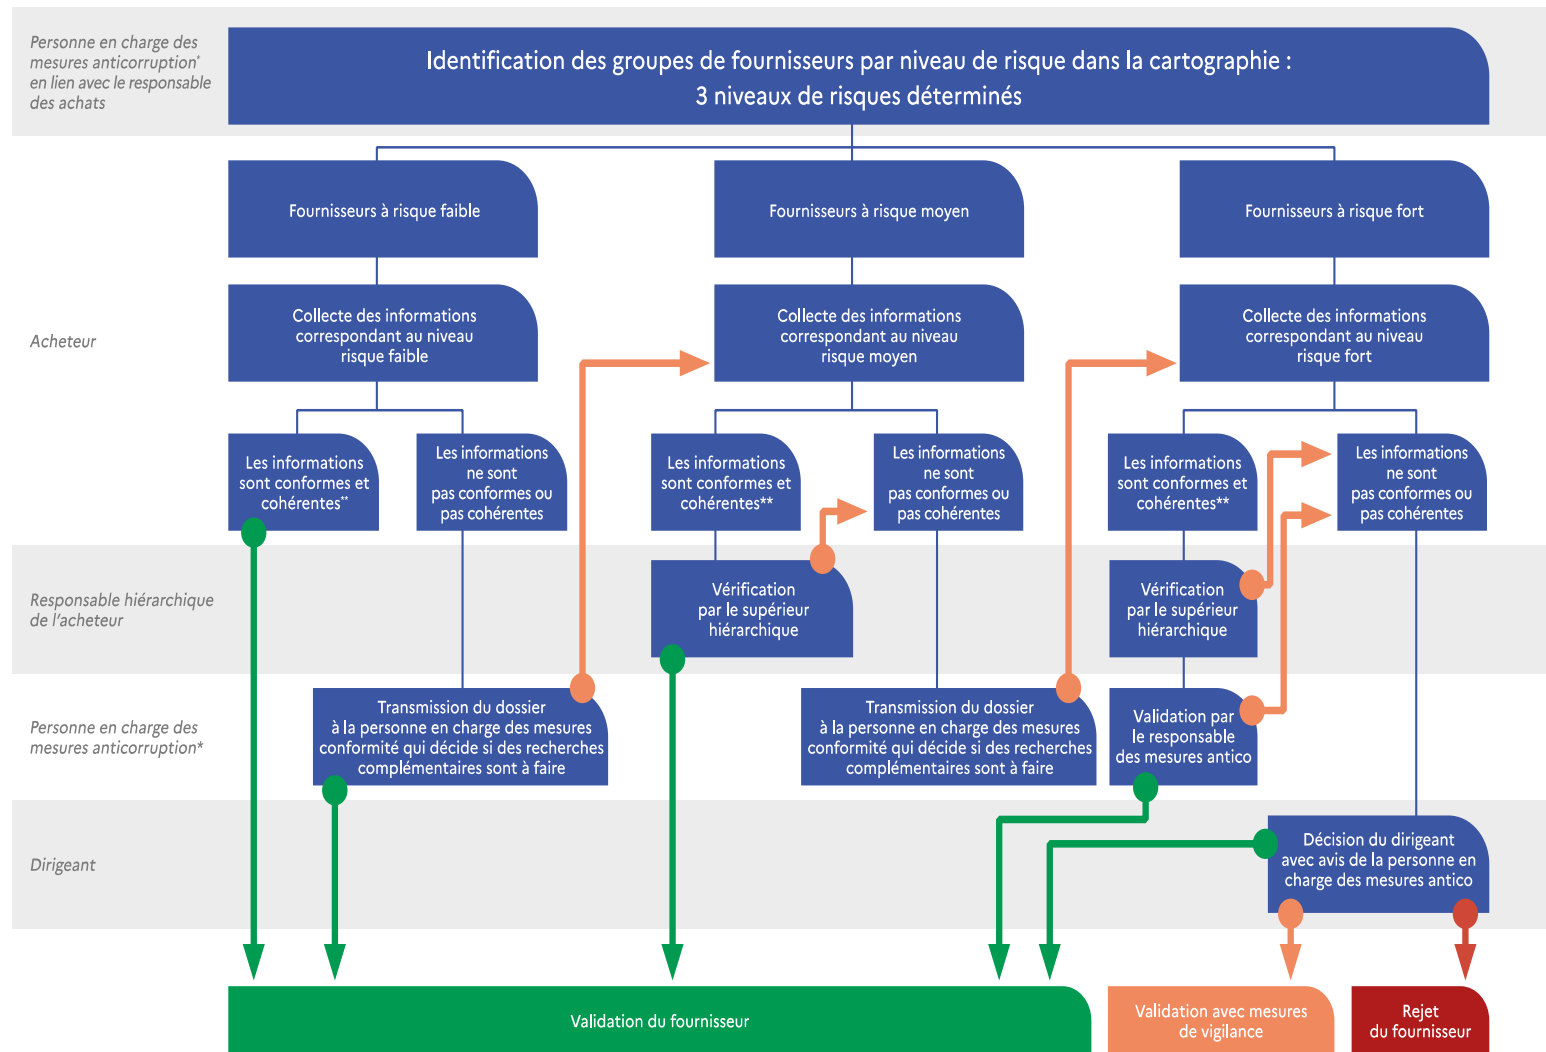 Personne en charge des
mesures anticorruption*
en lien avec le responsable
des achats
Identification des groupes de fournisseurs par niveau de risque dans la cartographie :
3 niveaux de risques déterminés
Acheteur
Fournisseurs à risque faible
Fournisseurs à risque moyen
Fournisseurs à risque fort
Collecte des informations
correspondant au niveau
risque faible
Collecte des informations
correspondant au niveau
risque moyen
Collecte des informations
correspondant au niveau
risque fort
Les informations
sont conformes et
cohérentes**
Les informations
ne sont
pas conformes ou
pas cohérentes
Les informations
sont conformes et
cohérentes**
Les informations
ne sont
pas conformes ou
pas cohérentes
Les informations
sont conformes et
cohérentes**
Les informations
ne sont
pas conformes ou
pas cohérentes
Responsable hiérarchique
de l'acheteur
Vérification
par le supérieur
hiérarchique
Vérification
par le supérieur
hiérarchique
Personne en charge des
mesures anticorruption*
Transmission du dossier
à la personne en charge des mesures
conformité qui décide si des recherches
complémentaires sont à faire
Transmission du dossier
à la personne en charge des mesures
conformité qui décide si des recherches
complémentaires sont à faire
Validation par
le responsable
des mesures antico
Dirigeant
Décision du dirigeant
avec avis de la personne en
charge des mesures antico
Validation du fournisseur
Validation avec mesures
de vigilance
Rejet
du fournisseur